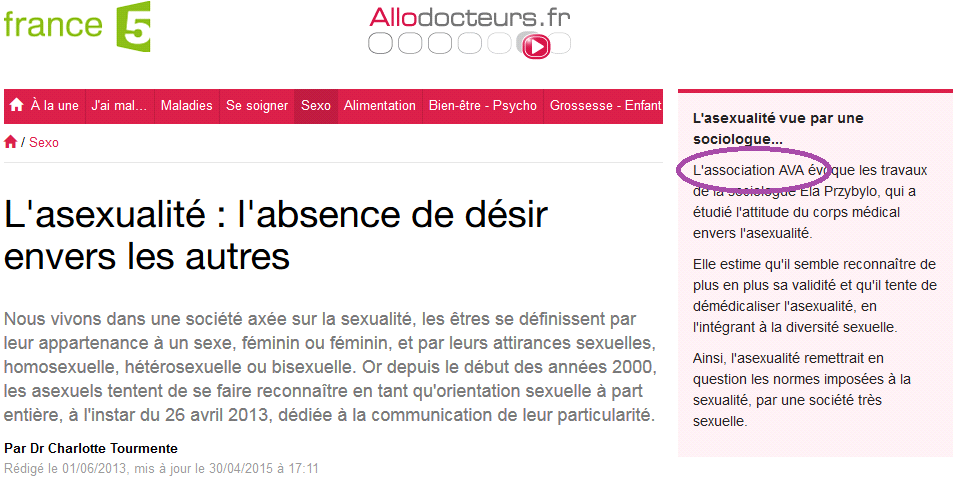 france 5
Allodocteurs.fr
À la une J'ai mal... Maladies Se soigner Sexo Alimentation Bien-être - Psycho Grossesse - Enfant
/ Sexo
L'asexualité : l'absence de désir
envers les autres
Nous vivons dans une société axée sur la sexualité, les êtres se définissent par
leur appartenance à un sexe, féminin ou féminin, et par leurs attirances sexuelles,
homosexuelle, hétérosexuelle ou bisexuelle. Or depuis le début des années 2000,
les asexuels tentent de se faire reconnaître en tant qu'orientation sexuelle à part
entière, à l'instar du 26 avril 2013, dédiée à la communication de leur particularité.
Par Dr Charlotte Tourmente
Rédigé le 01/06/2013, mis à jour le 30/04/2015 à 17:11
L'asexualité vue par une
sociologue...
L'association AVA évoque les travaux
de la sociologue Ela Przybylo, qui a
étudié l'attitude du corps médical
envers l'asexualité.
Elle estime qu'il semble reconnaître de
plus en plus sa validité et qu'il tente de
démédicaliser l'asexualité, en
l'intégrant à la diversité sexuelle.
Ainsi, l'asexualité remettrait en
question les normes imposées à la
sexualité, par une société très
sexuelle.